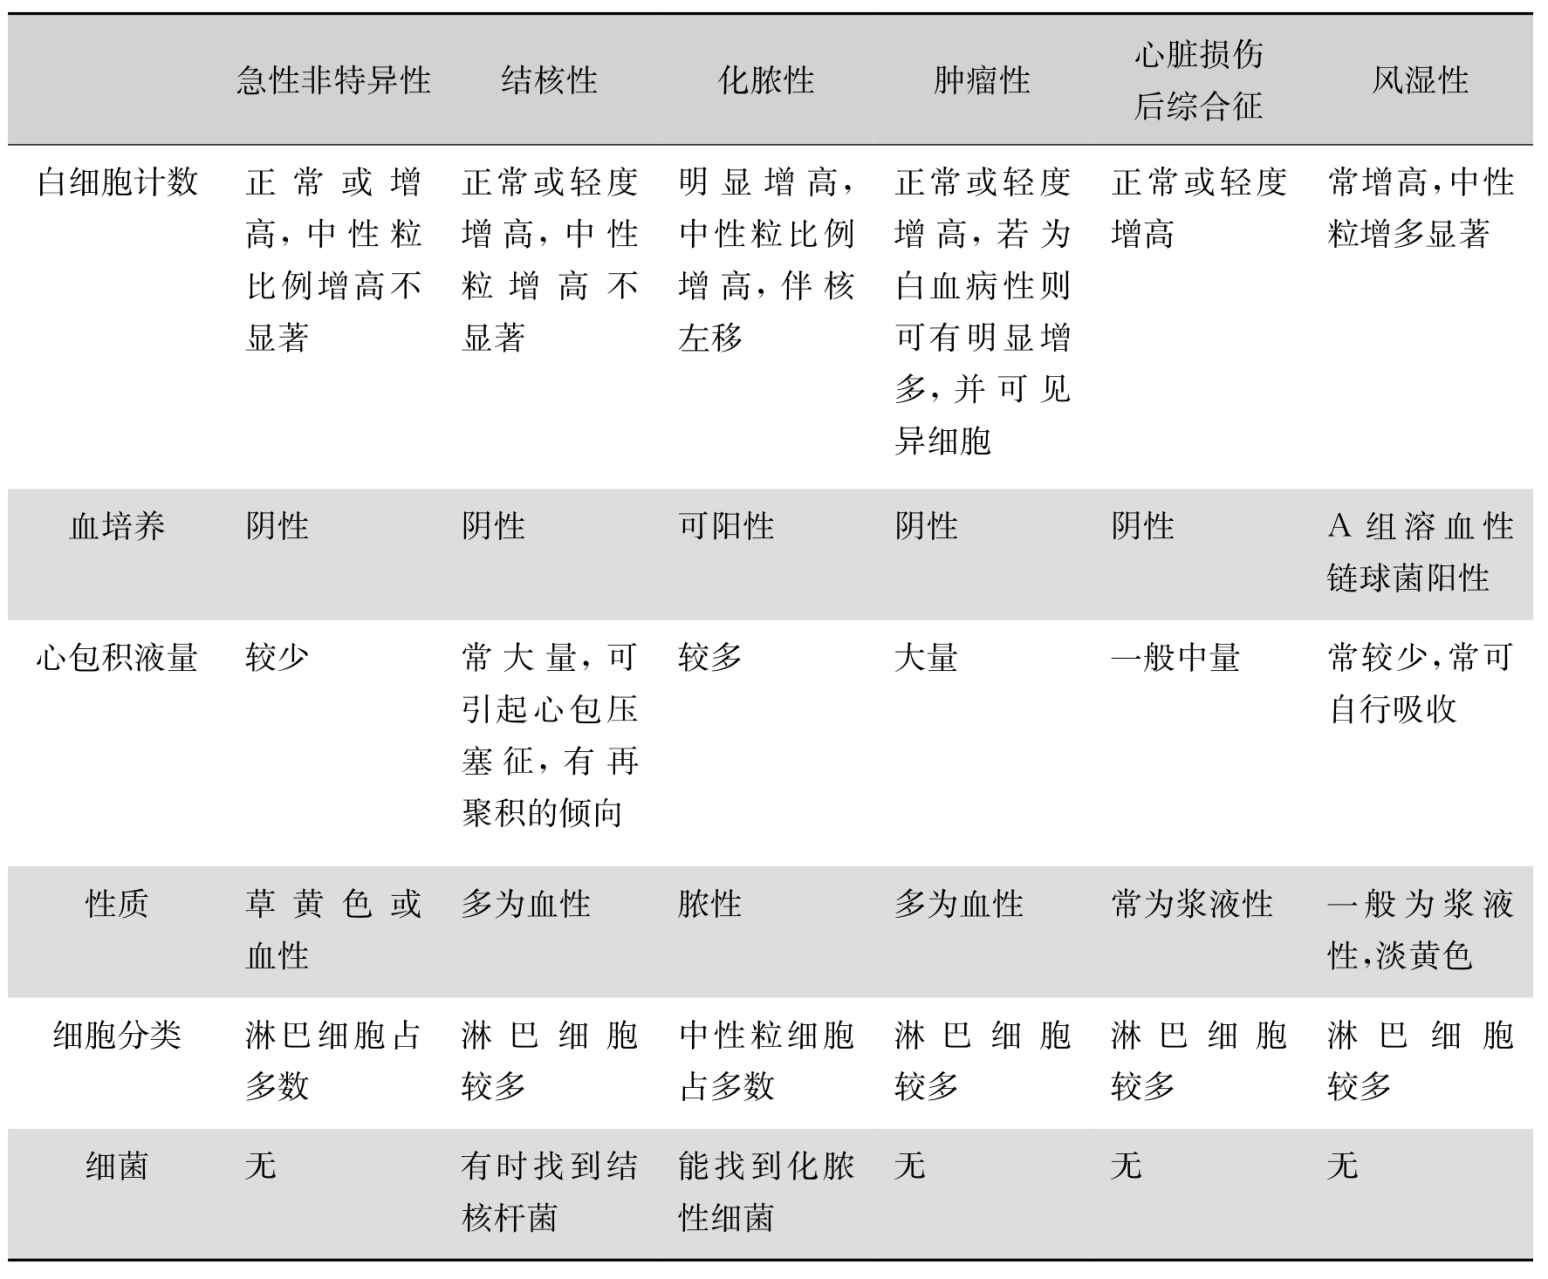 急性非特异性 结核性 化脓性 肿瘤性 心脏损伤 风湿性
后综合征
白细胞计数 正常或增 正常或轻度 明显增高, 正常或轻度 正常或轻度 常增高,中性
高,中性粒 增高,中性 中性粒比例 增高,若为 增高 粒增多显著
比例增高不 粒增高不 增高,伴核 白血病性则
显著 显著 左移 可有明显增
多,并可见
异细胞
血培养 阴性 阴性 可阳性 阴性 阴性 A 组溶血性
链球菌阳性
心包积液量 较少 常大量,可 较多 大量 一般中量 常较少,常可
引起心包压 自行吸收
塞征,有再
聚积的倾向
性质 草黄色或 多为血性 脓性 多为血性 常为浆液性 一般为浆液
血性 性,淡黄色
细胞分类 淋巴细胞占 淋巴细胞 中性粒细胞 淋巴细胞 淋巴细胞 淋巴细胞
多数 较多 占多数 较多 较多 较多
细菌 无 有时找到结 能找到化脓 无 无 无
核杆菌 性细菌